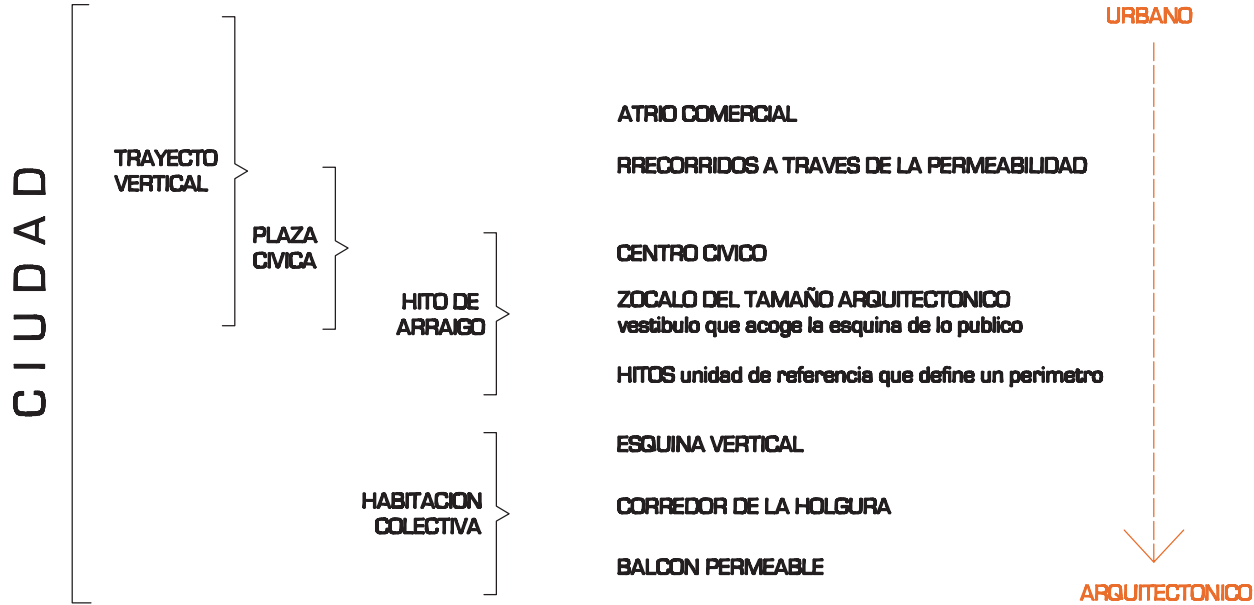 CIUDAD
URBANO
TRAYECTO
VERTICAL
PLAZA
CIVICA
HITO DE
ARRAIGO
HABITACION
COLECTIVA
ATRIO COMERCIAL
RRECORRIDOS A TRAVES DE LA PERMEABILIDAD
CENTRO CIVICO
ZOCALO DEL TAMAÑO ARQUITECTONICO
vestibulo que acoge la esquina de lo publico
HITOS unidad de referencia que define un perimetro
ESQUINA VERTICAL
CORREDOR DE LA HOLGURA
BALCON PERMEABLE
ARQUITECTONICO